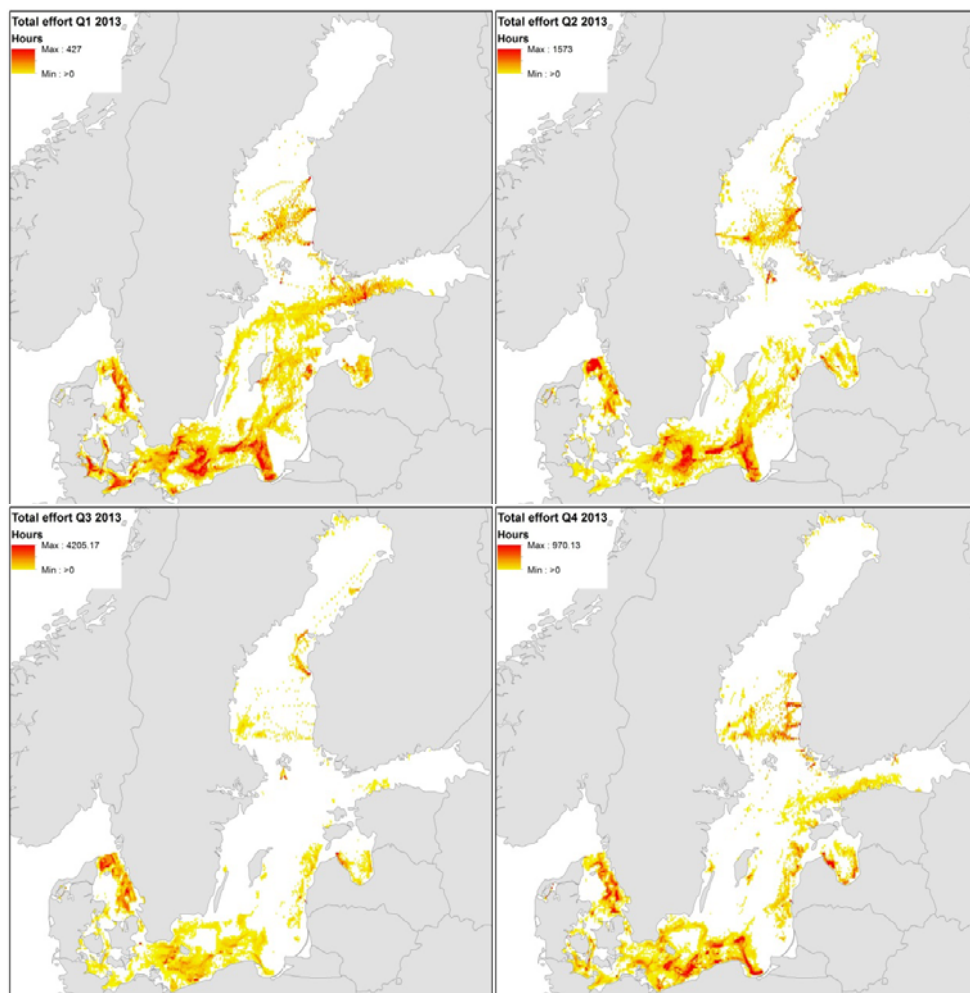 Total effort Q1 2013
Hours
Max : 427
Min : >0
Total effort Q2 2013
Hours
Max : 1573
Min : >0
Total effort Q3 2013
Hours
Max : 4205.17
Min : >0
Total effort Q4 2013
Hours
Max : 970.13
Min : >0